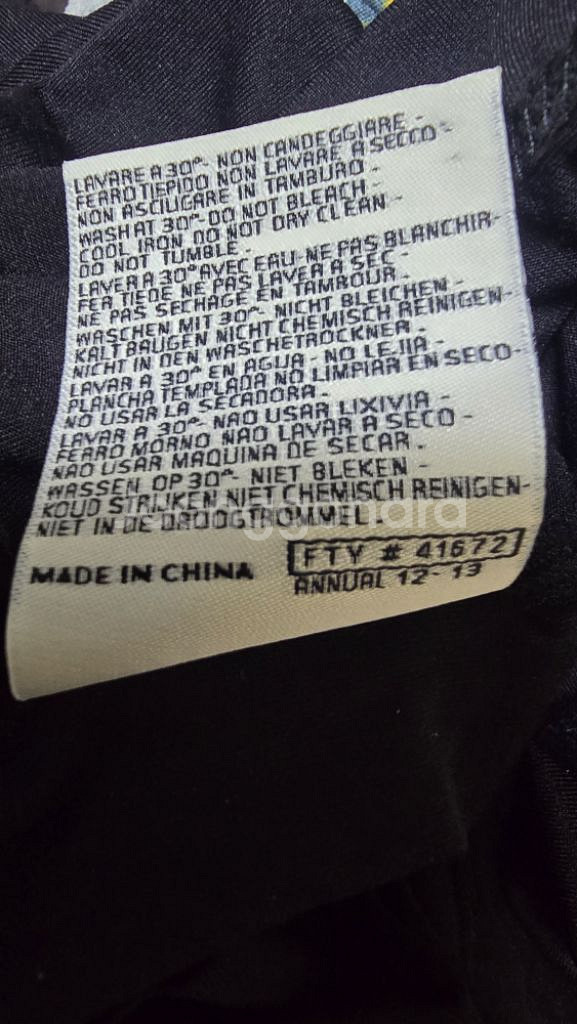 LAVARE A 30°- NON CANDEGGIARE -
FERRO TIEPIDO NON LAVARE A SECCO -
NON ASCIUGARE IN TAMBURO -
WASH AT 30°-DO NOT BLEACH -
COOL IRON DO NOT DRY CLEAN -
DO NOT TUMBLE -
LAVER A 30°AVEC EAU-NE PAS BLANCHIR-
FER TIEDE NE PAS LAVER A SEC -
NE PAS SECHAGE EN TAMBOUR -
WASCHEN MIT 30°- NICHT BLEICHEN -
KALT BAUGEN NICHT CHEMISCH REINIGEN-
NICHT IN DEN WASCHETROCKNER -
LAVAR A 30° EN AGUA - NO LEJIA -
PLANCHA TEMPLADA NO LIMPIAR EN SECO -
NO USAR LA SECADORA -
LAVAR A 30°- NAO USAR LIXIVIA -
FERRO MORNO NAO LAVAR A SECO -
NAO USAR MAQUINA DE SECAR .
WASSEN OP 30°- NIET BLEKEN -
KOUD STRIJKEN NIET CHEMISCH REINIGEN-
NIET IN DE DROOGTROMMEL .
MADE IN CHINA
FTY # 41672
ANNUAL 12- 13